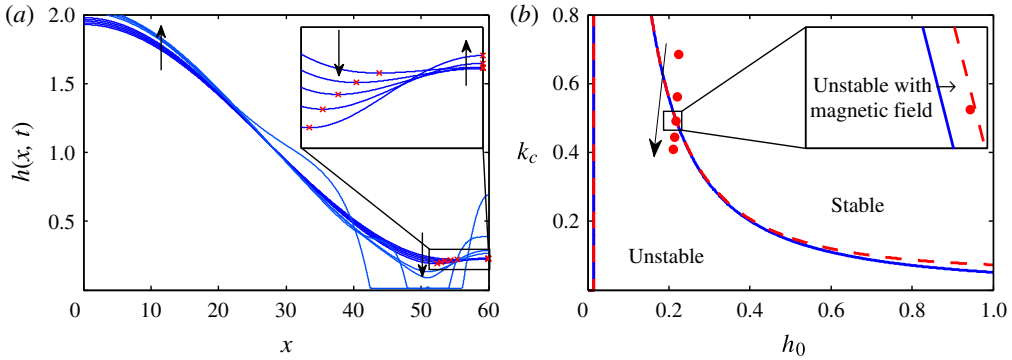 (a)
2.0
1.5
1.0
0.5
h(x, t)
0 10 20 30 40 50 60
x
(b)
0.8
0.6
0.4
0.2
k_c
Unstable with
magnetic field
Stable
Unstable
0 0.2 0.4 0.6 0.8 1.0
h_0